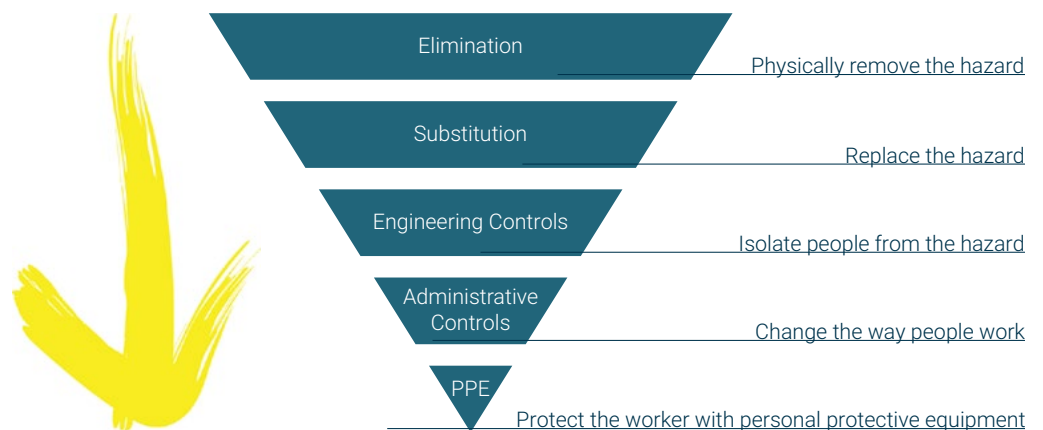 Elimination
Physically remove the hazard
Substitution
Replace the hazard
Engineering Controls
Isolate people from the hazard
Administrative
Controls
Change the way people work
PPE
Protect the worker with personal protective equipment